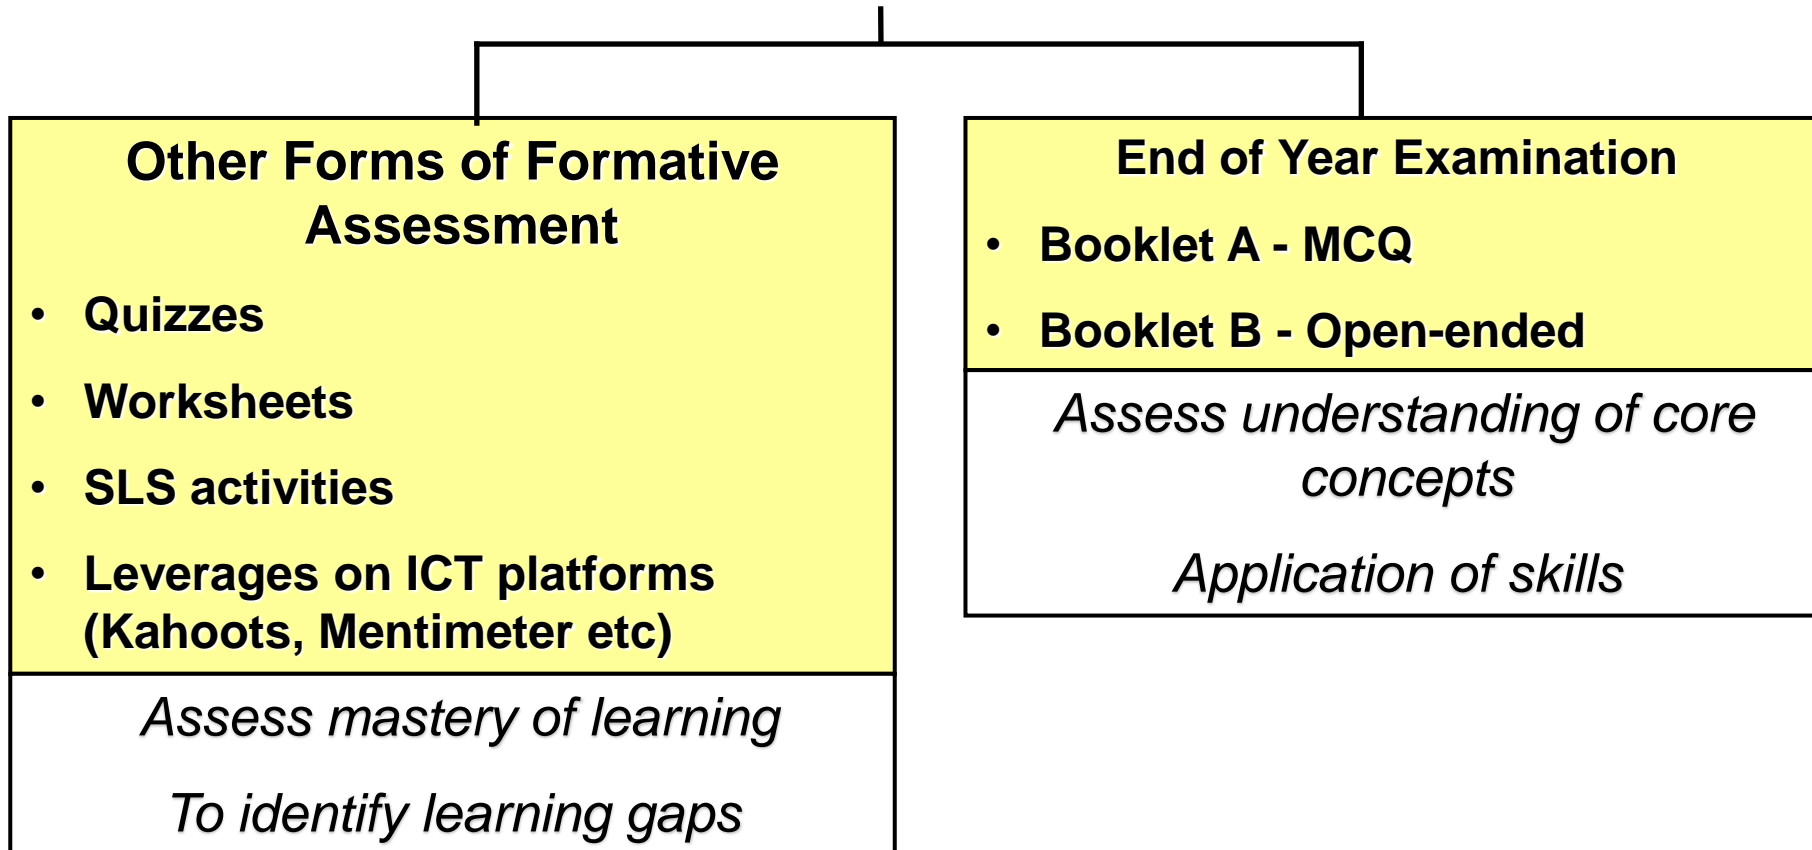 Other Forms of Formative
Assessment
• Quizzes
• Worksheets
• SLS activities
• Leverages on ICT platforms
(Kahoots, Mentimeter etc)
Assess mastery of learning
To identify learning gaps
End of Year Examination
• Booklet A - MCQ
• Booklet B - Open-ended
Assess understanding of core
concepts
Application of skills